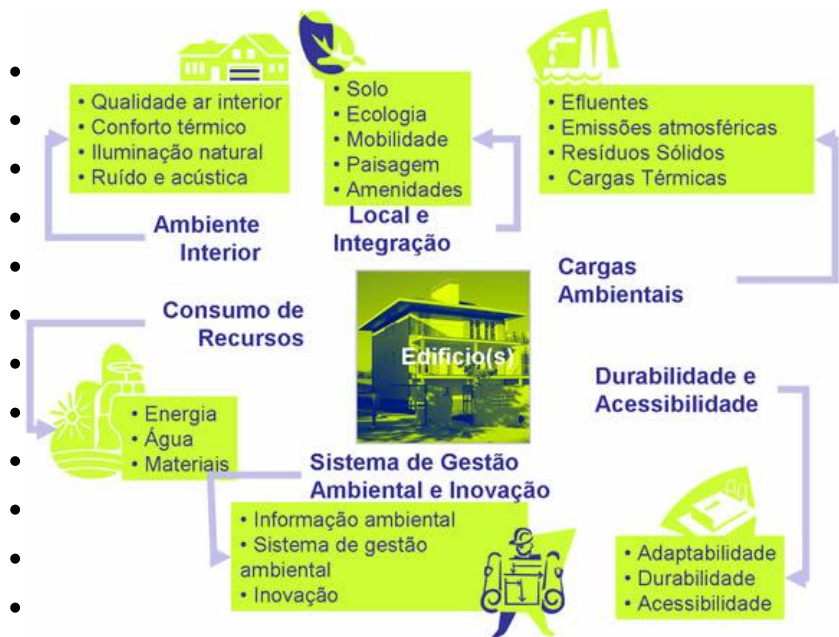 • Qualidade ar interior
• Conforto térmico
• Iluminação natural
• Ruído e acústica
Ambiente
Interior
• Solo
• Ecologia
• Mobilidade
• Paisagem
• Amenidades
Local e
Integração
• Efluentes
• Emissões atmosféricas
• Resíduos Sólidos
• Cargas Térmicas
Cargas
Ambientais
Consumo de
Recursos
• Energia
• Água
• Materiais
Edificio(s)
Durabilidade e
Acessibilidade
• Adaptabilidade
• Durabilidade
• Acessibilidade
Sistema de Gestão
Ambiental e Inovação
• Informação ambiental
• Sistema de gestão
ambiental
• Inovação